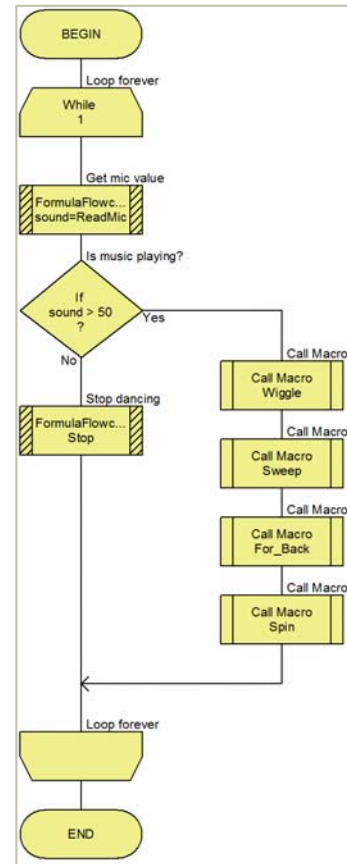 BEGIN
Loop forever
While
1
Get mic value
FormulaFlowc...
sound=ReadMic
Is music playing?
If
sound > 50
?
Yes
No
Stop dancing
FormulaFlowc...
Stop
Call Macro
Call Macro
Wiggle
Call Macro
Call Macro
Sweep
Call Macro
Call Macro
For_Back
Call Macro
Call Macro
Spin
Loop forever
END